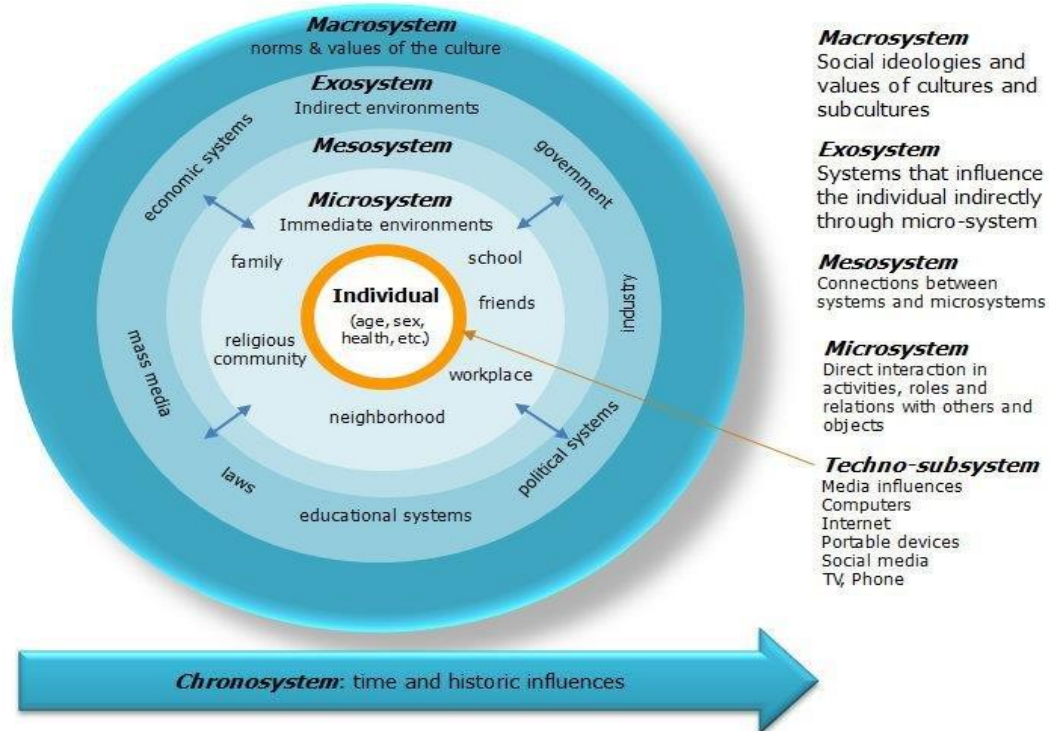 Macrosystem
norms & values of the culture
Exosystem
Indirect environments
Mesosystem
Microsystem
Immediate environments
economic systems
government
family
school
Individual
(age, sex,
health, etc.)
friends
industry
religious
community
mass media
workplace
neighborhood
political systems
laws
educational systems
Macrosystem
Social ideologies and
values of cultures and
subcultures
Exosystem
Systems that influence
the individual indirectly
through micro-system
Mesosystem
Connections between
systems and microsystems
Microsystem
Direct interaction in
activities, roles and
relations with others and
objects
Techno-subsystem
Media influences
Computers
Internet
Portable devices
Social media
TV, Phone
Chronosystem: time and historic influences